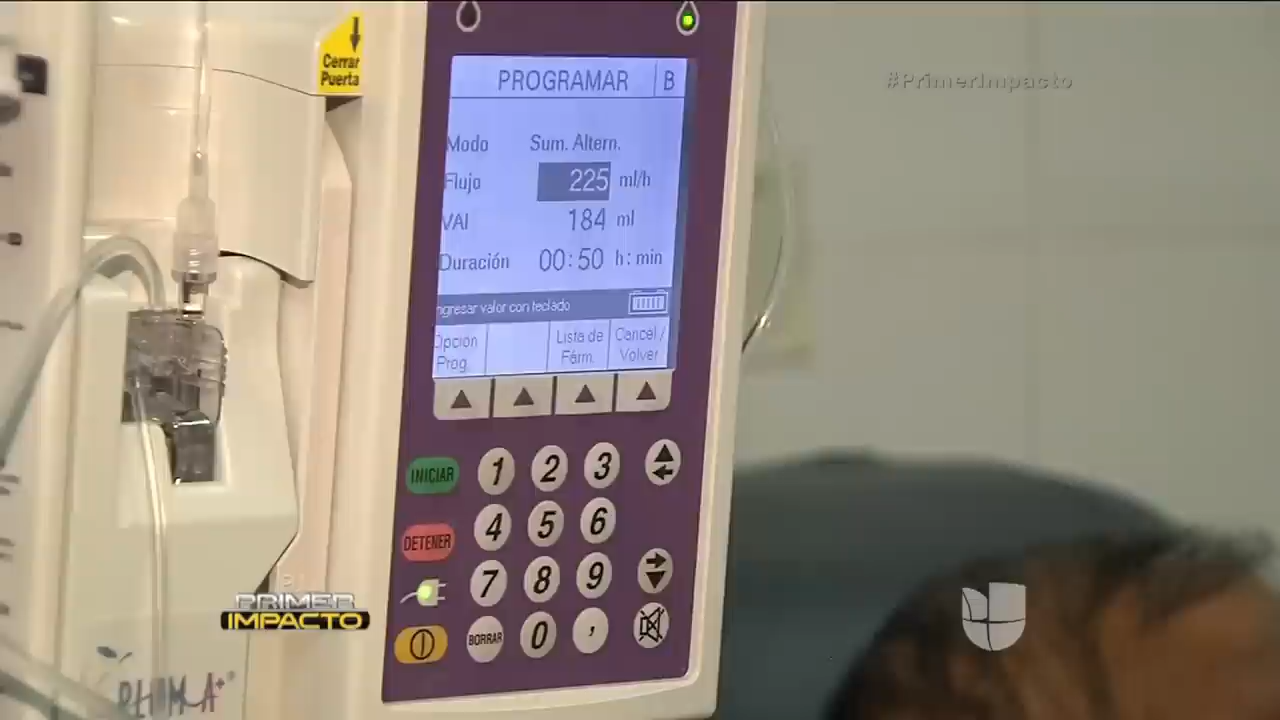 Cerrar
Puerta
#PrimerImpacto
PROGRAMAR B
Modo Sum. Altern.
Flujo 225 ml/h
VAI 184 ml
Duración 00:50 h:min
ngresar valor con teclado
Opción
Prog.
Lista de
Fárm.
Cancel/
Volver
INICIAR 1 2 3
DETENER 4 5 6
7 8 9
BORRAR 0 ,
PRIMER
IMPACTO